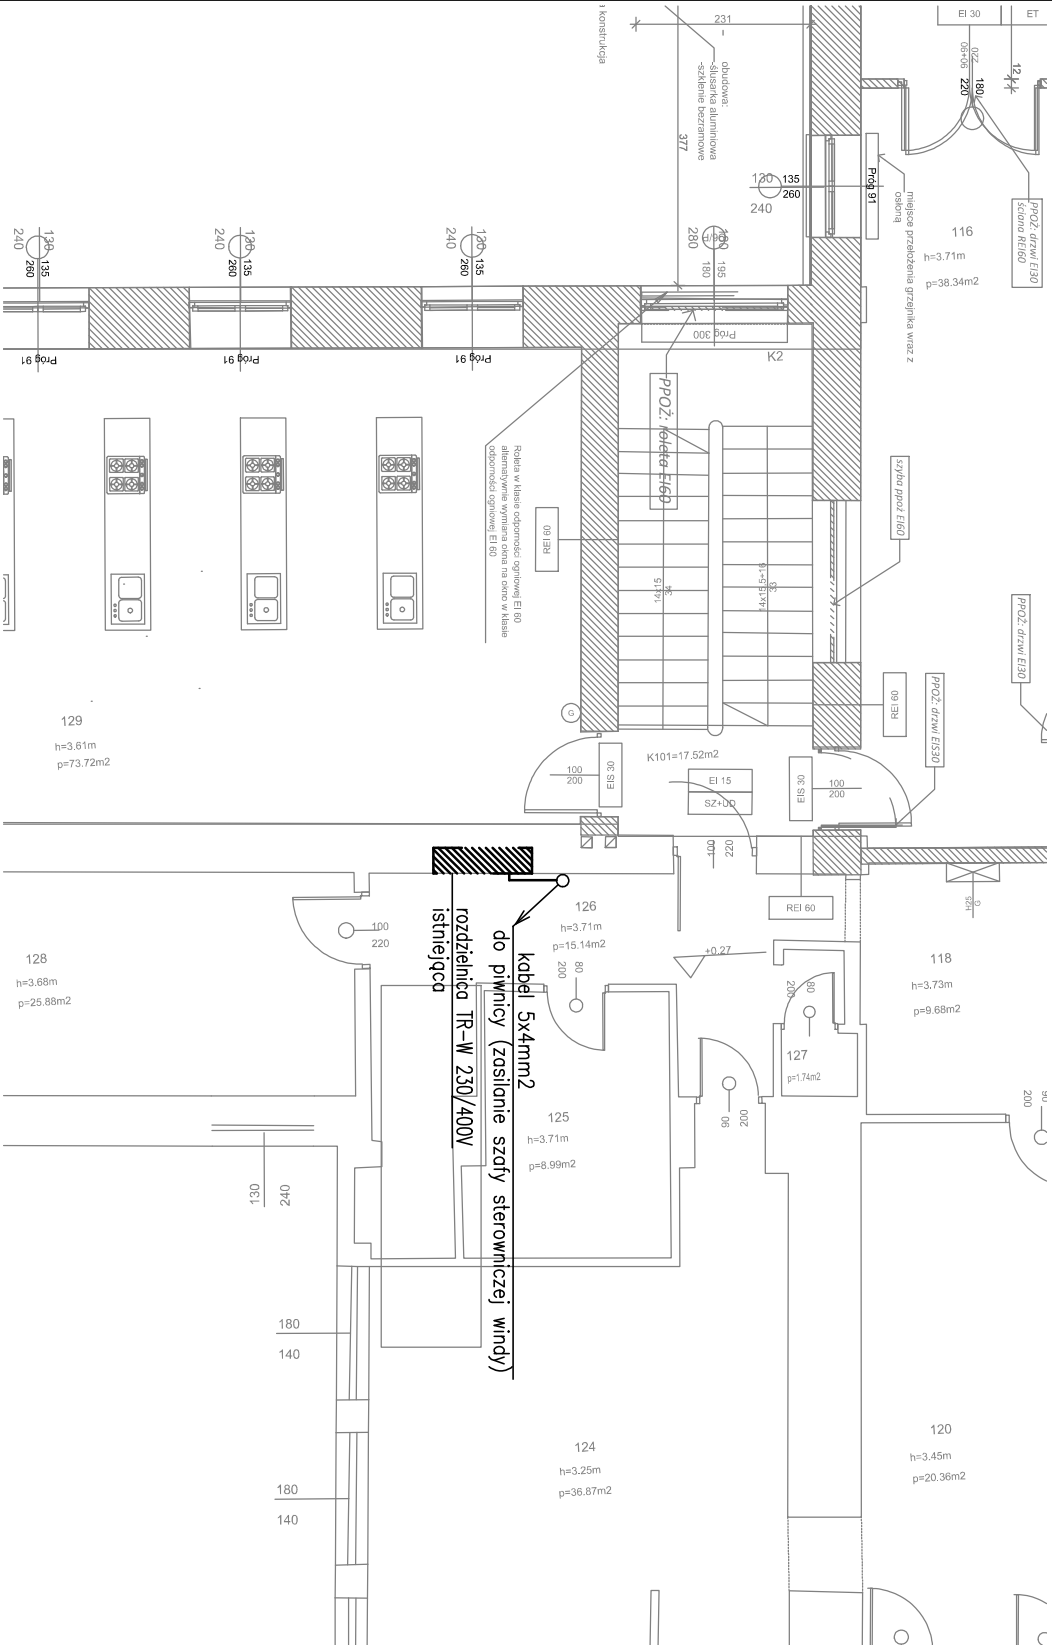 a konstrukcja
231
obudowa:
-ślusarka aluminiowa
-szklenie bezramowe
377
EI 30
ET
90+90
220
180
220
12
PPOŻ: drzwi EI30
ściana REI60
Próg 91
miejsce przełożenia grzejnika wraz z
osłoną
130
135
240
260
116
h=3.71m
p=38.34m2
130
240
135
260
Próg 91
130
240
135
260
Próg 91
130
240
135
260
Próg 91
280
195
180
Próg 300
K2
PPOŻ: roleta EI60
Roleta w klasie odporności ogniowej EI 60
alternatywnie wymiana okna na okno w klasie
odporności ogniowej EI 60
REI 60
14x15
34
14x15,5+16
33
szyba ppoż EI60
PPOŻ: drzwi EI30
REI 60
PPOŻ: drzwi EIS30
129
h=3.61m
p=73.72m2
G
100
200
EIS 30
K101=17.52m2
EI 15
SZ+UD
EIS 30
100
200
100
220
REI 60
H25
G
rozdzielnica TR-W 230/400V
istniejąca
kabel 5x4mm2
do piwnicy (zasilanie szafy sterowniczej windy)
126
h=3.71m
p=15.14m2
100
220
128
h=3.68m
p=25.88m2
80
200
+0.27
118
h=3.73m
p=9.68m2
80
200
127
p=1.74m2
125
h=3.71m
p=8.99m2
90
200
90
200
130
240
180
140
180
140
124
h=3.25m
p=36.87m2
120
h=3.45m
p=20.36m2